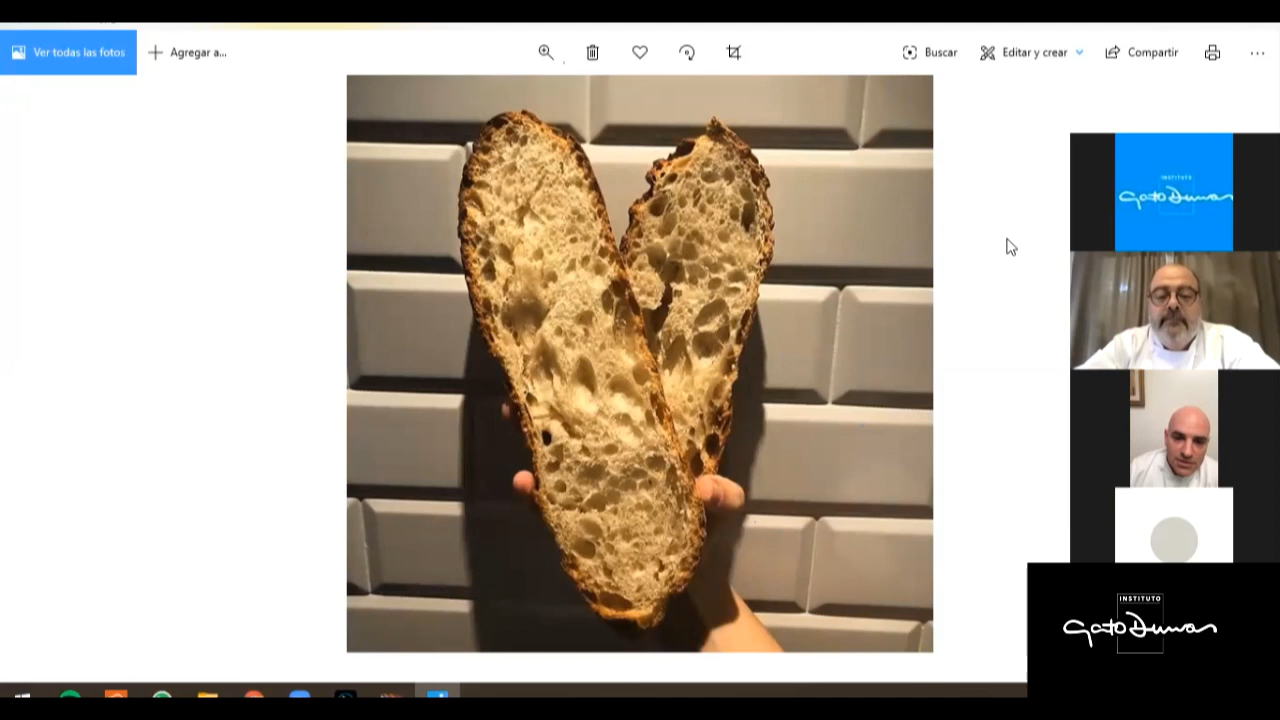 Ver todas las fotos
Agregar a...
Buscar
Editar y crear
Compartir
INSTITUTO
Gato Dumas
INSTITUTO
Gato Dumas